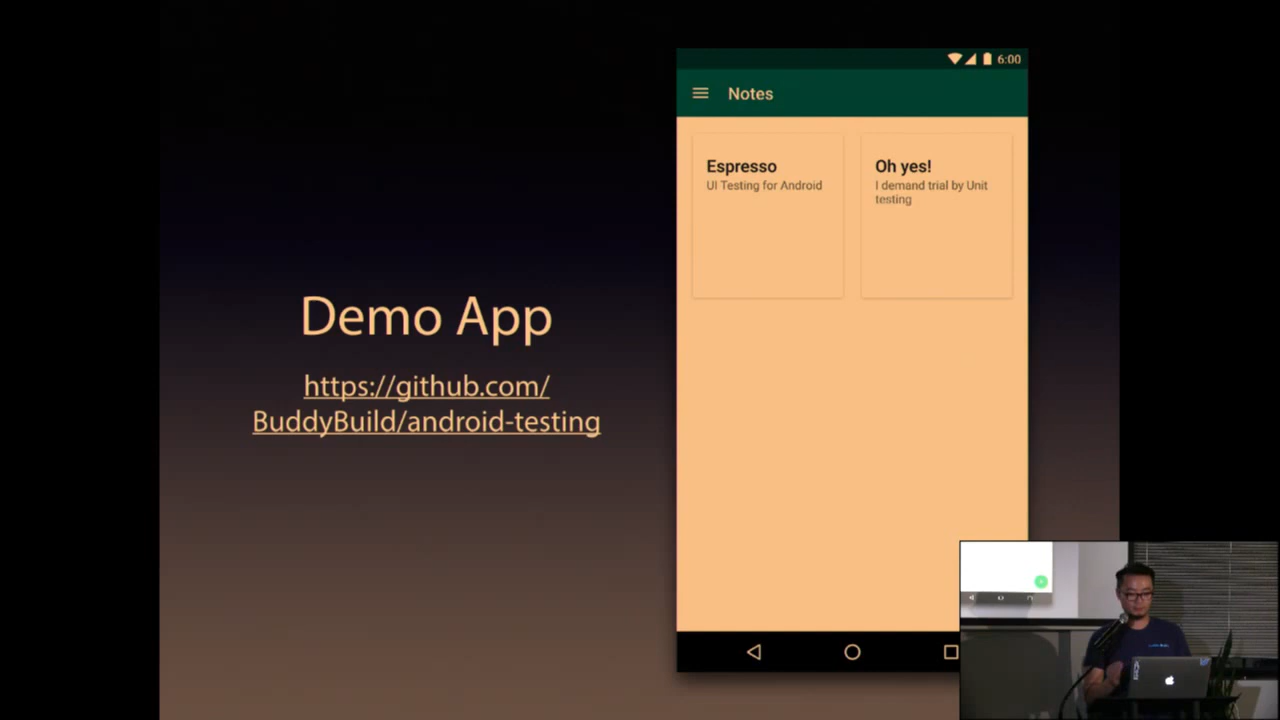 6:00
Notes
Espresso
UI Testing for Android
Oh yes!
I demand trial by Unit
testing
Demo App
https://github.com/
BuddyBuild/android-testing